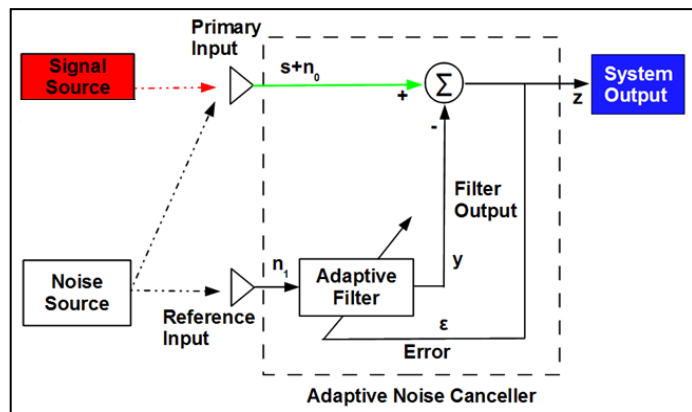 Primary
Input
Signal
Source
s+n₀
+
Σ
-
z
System
Output
Filter
Output
Noise
Source
n₁
Adaptive
Filter
y
Reference
Input
ε
Error
Adaptive Noise Canceller